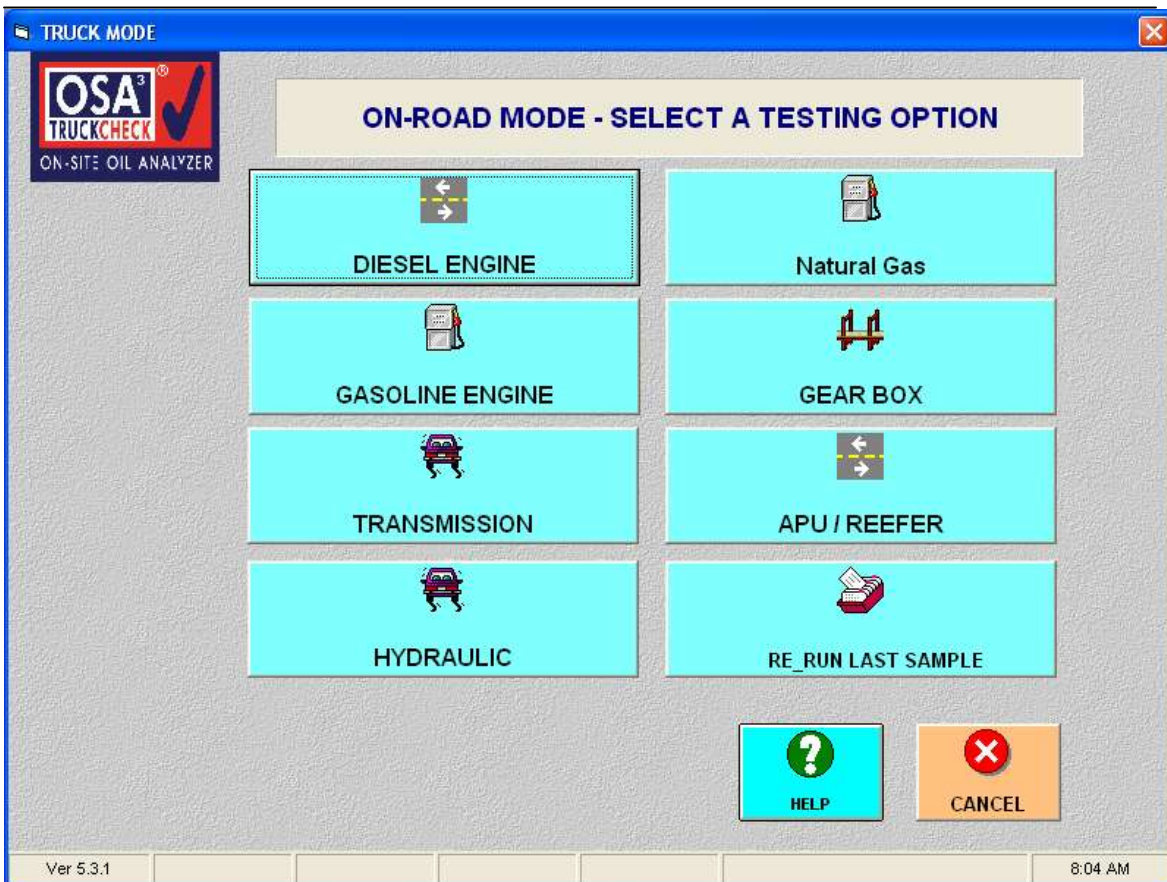 TRUCK MODE
OSA3®
TRUCKCHECK
ON-SITE OIL ANALYZER
ON-ROAD MODE - SELECT A TESTING OPTION
DIESEL ENGINE
Natural Gas
GASOLINE ENGINE
GEAR BOX
TRANSMISSION
APU / REEFER
HYDRAULIC
RE_RUN LAST SAMPLE
HELP
CANCEL
Ver 5.3.1
8:04 AM